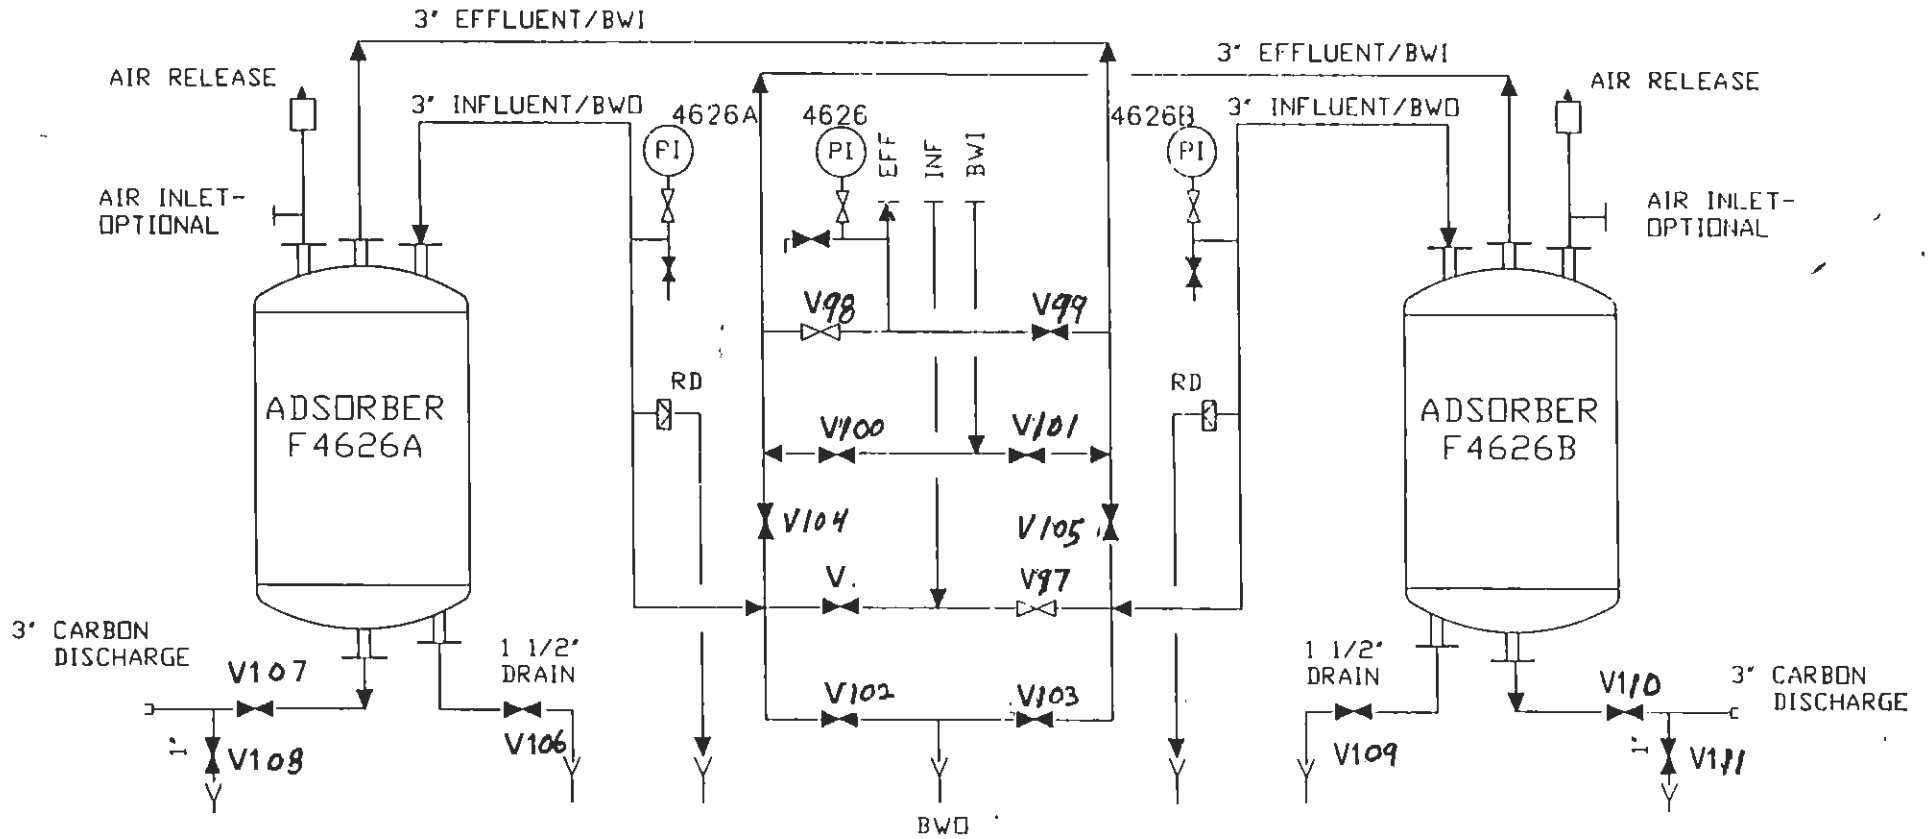 3" EFFLUENT/BWI
3" EFFLUENT/BWI
AIR RELEASE
AIR RELEASE
3" INFLUENT/BWO
3" INFLUENT/BWO
4626A
4626
4626B
PI
PI
PI
EFF
INF
BWI
AIR INLET-
OPTIONAL
AIR INLET-
OPTIONAL
V98
V99
RD
RD
ADSORBER
F4626A
ADSORBER
F4626B
V100
V101
V104
V105
V.
V97
3" CARBON
DISCHARGE
1 1/2"
DRAIN
1 1/2"
DRAIN
3" CARBON
DISCHARGE
V107
V102
V103
V110
1"
V108
V106
V109
1"
V111
BWO